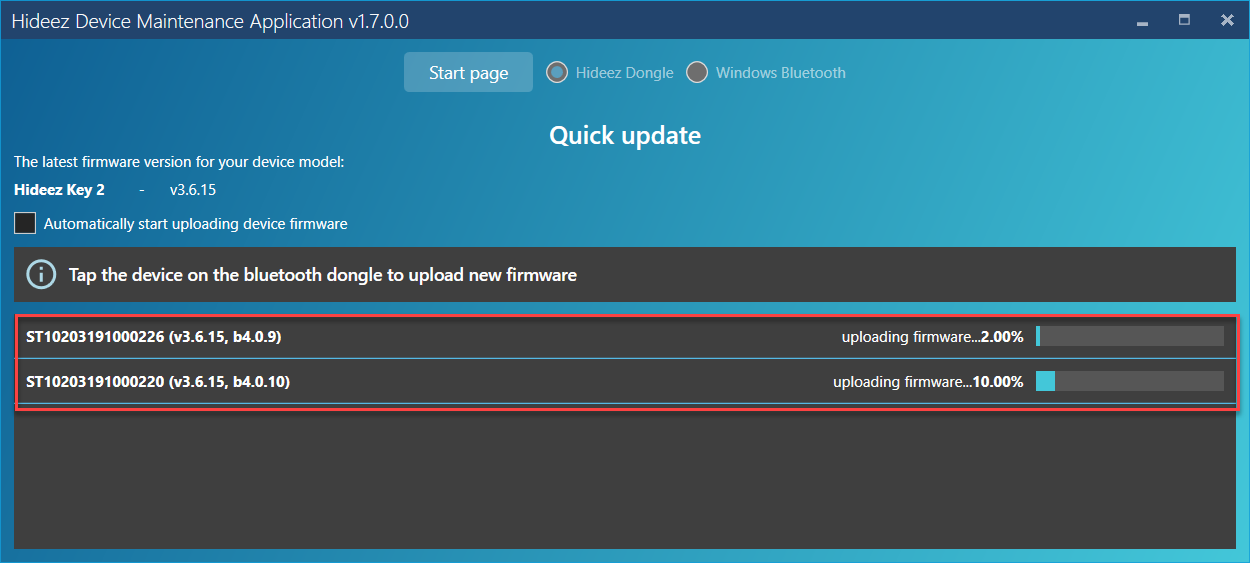 Hideez Device Maintenance Application v1.7.0.0
Start page Hideez Dongle Windows Bluetooth
Quick update
The latest firmware version for your device model:
Hideez Key 2 - v3.6.15
Automatically start uploading device firmware
Tap the device on the bluetooth dongle to upload new firmware
ST10203191000226 (v3.6.15, b4.0.9) uploading firmware...2.00%
ST10203191000220 (v3.6.15, b4.0.10) uploading firmware...10.00%